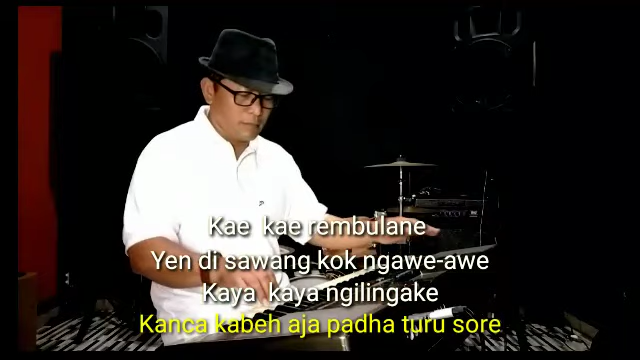 Kae kae rembulane
Yen di sawang kok ngawe-awe
Kaya kaya ngilingake
Kanca kabeh aja padha turu sore